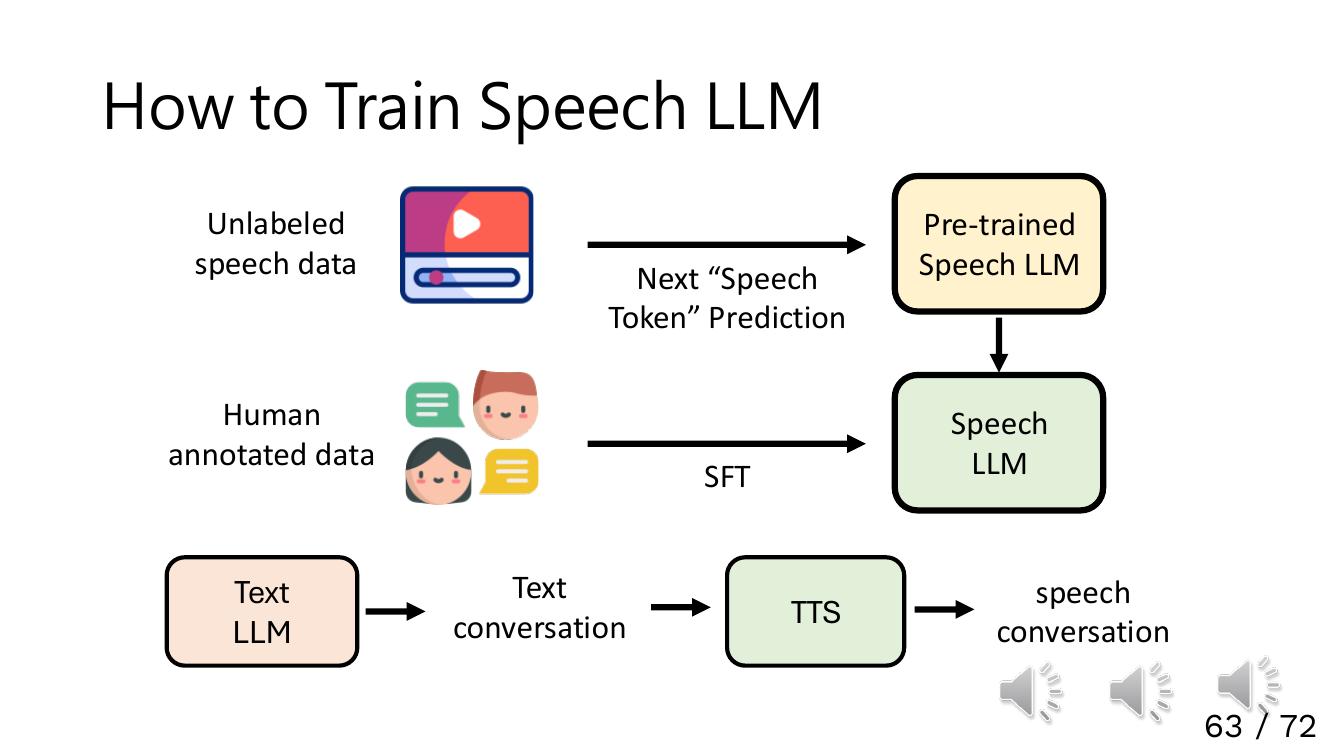 How to Train Speech LLM
Unlabeled
speech data
Next “Speech
Token” Prediction
Pre-trained
Speech LLM
Human
annotated data
SFT
Speech
LLM
Text
LLM
Text
conversation
TTS
speech
conversation
63 / 72